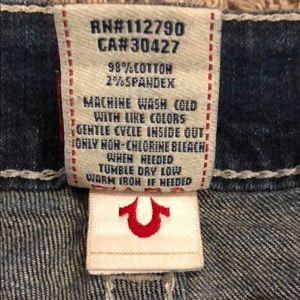 RN#112790
CA#30427
98%COTTON
2%SPANDEX
MACHINE WASH COLD
WITH LIKE COLORS
GENTLE CYCLE INSIDE OUT
ONLY NON-CHLORINE BLEACH
WHEN NEEDED
TUMBLE DRY LOW
WARM IRON IF NEEDED